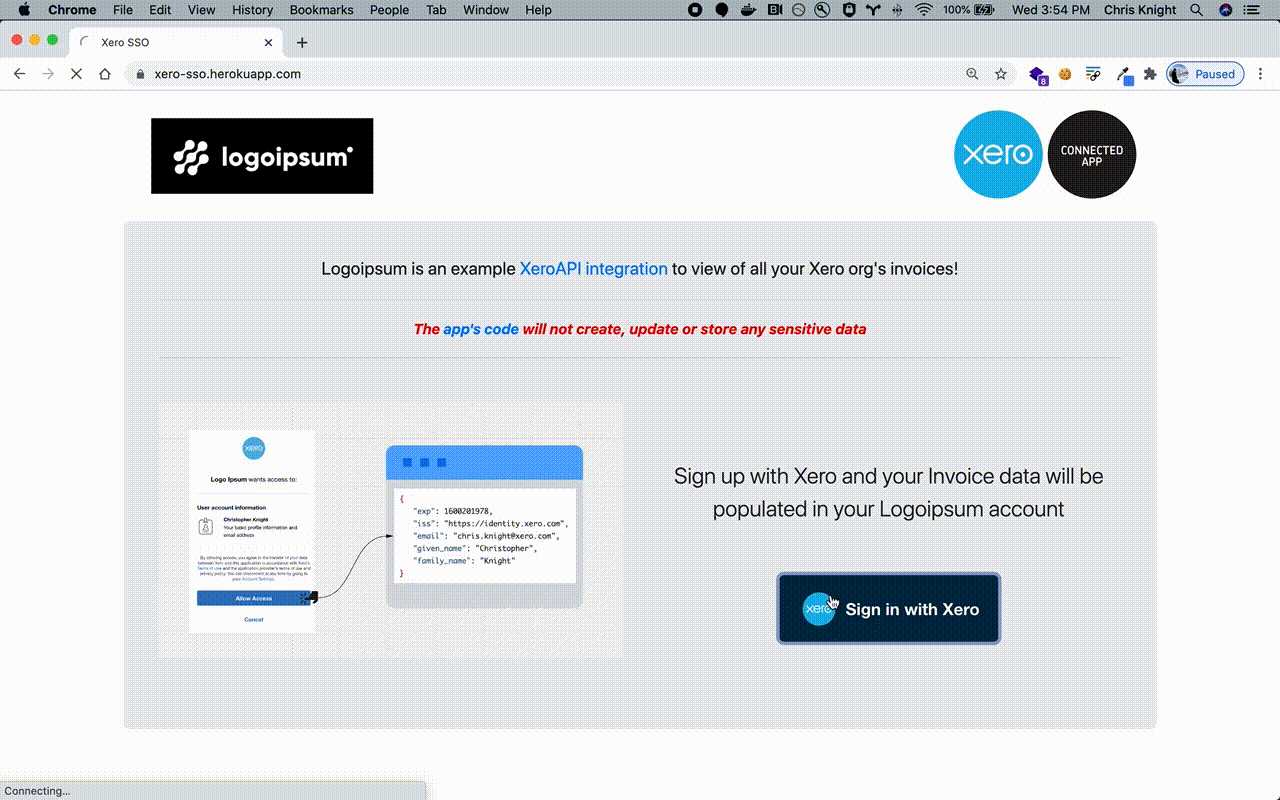 Chrome File Edit View History Bookmarks People Tab Window Help 100% Wed 3:54 PM Chris Knight
Xero SSO
xero-sso.herokuapp.com
8
Paused
logoipsum
xero
CONNECTED
APP
Logoipsum is an example XeroAPI integration to view of all your Xero org's invoices!
The app's code will not create, update or store any sensitive data
xero
Logo Ipsum wants access to:
User account information
Christopher Knight
Your basic profile information and
email address
By allowing access, you agree to the transfer of your data
between Xero and this application in accordance with Xero's
Terms of Use and the application provider's terms of use and
privacy policy. You can disconnect at any time by going to
your Account Settings.
Allow Access
Cancel
{
"exp": 1600201978,
"iss": "https://identity.xero.com",
"email": "chris.knight@xero.com",
"given_name": "Christopher",
"family_name": "Knight"
}
Sign up with Xero and your Invoice data will be
populated in your Logoipsum account
xero Sign in with Xero
Connecting...